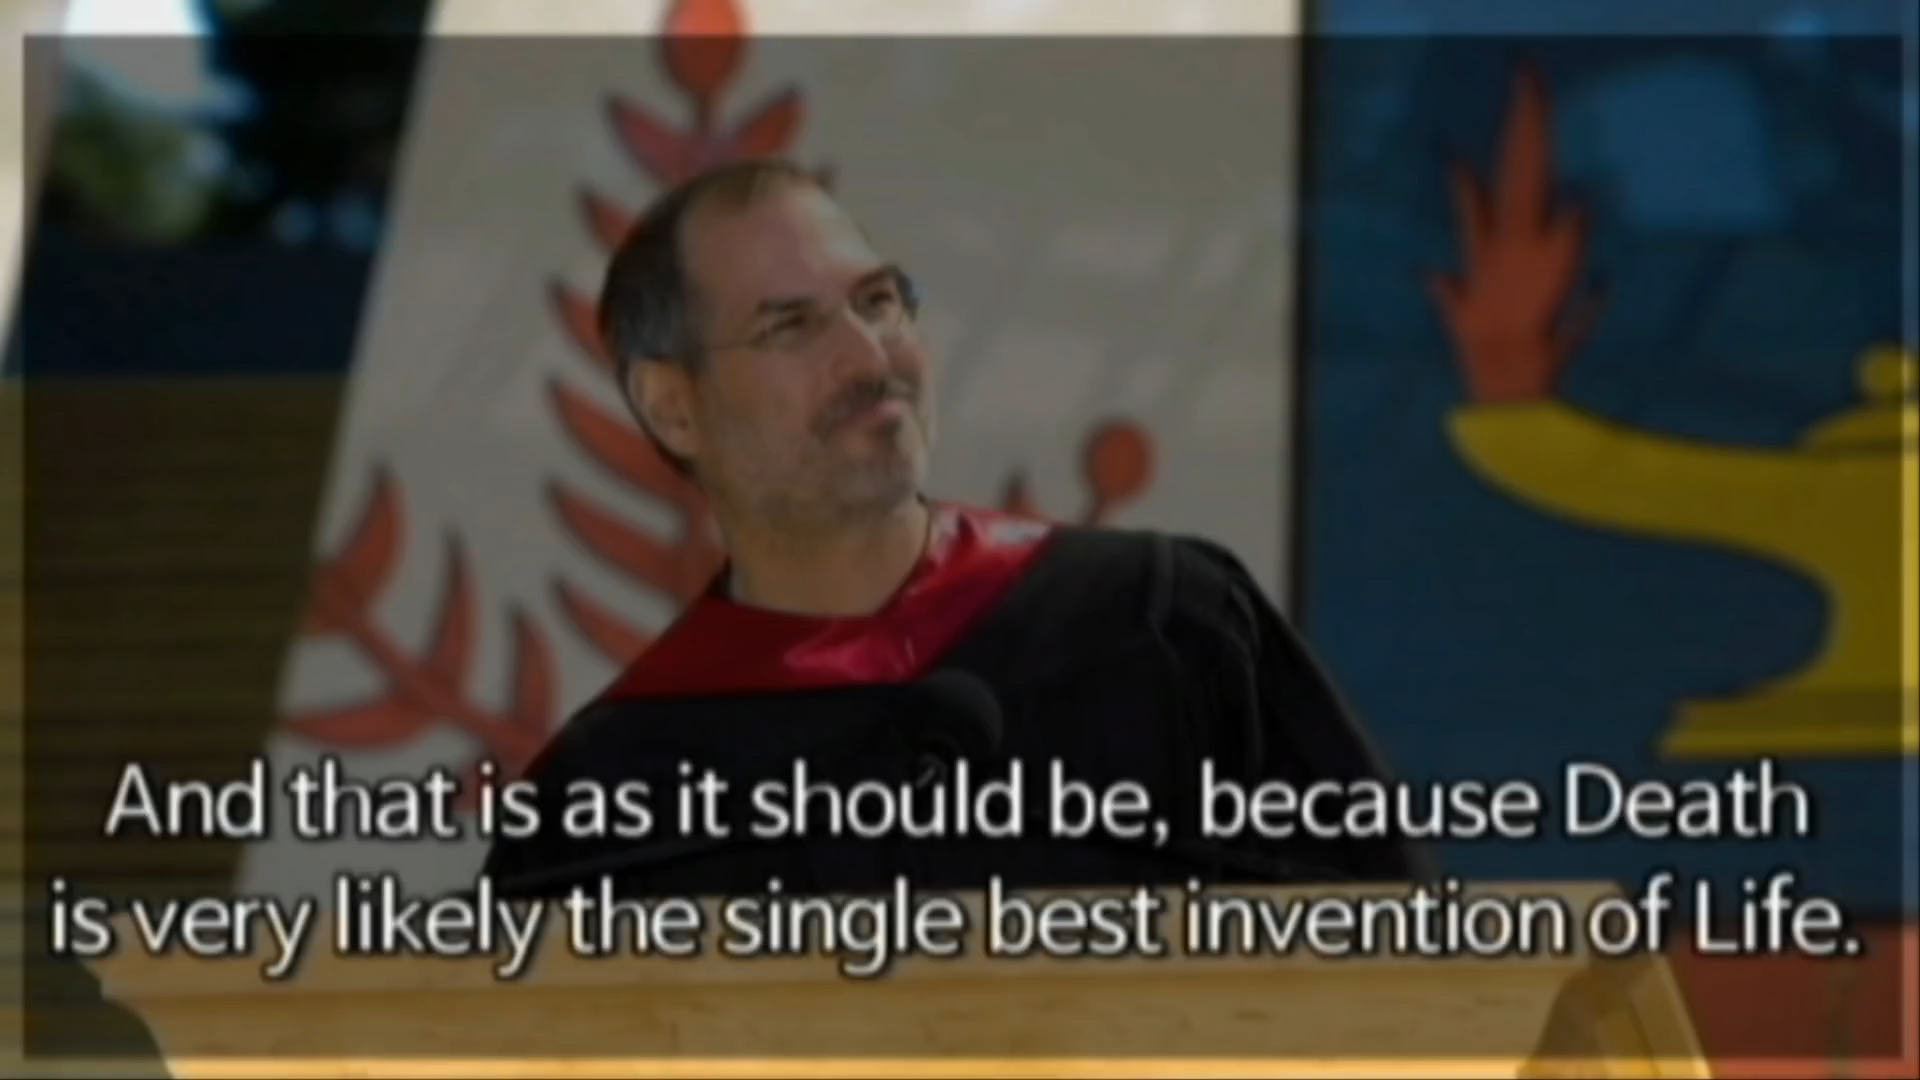 And that is as it should be, because Death
is very likely the single best invention of Life.